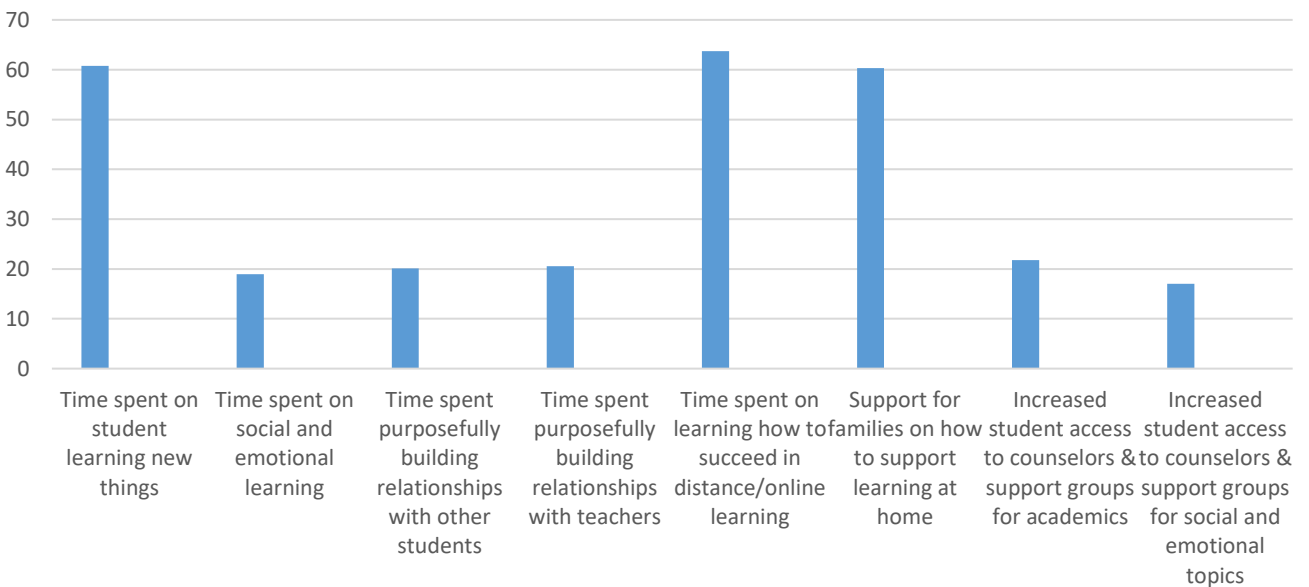 70
60
50
40
30
20
10
0
Time spent on
student
learning new
things
Time spent on
social and
emotional
learning
Time spent
purposefully
building
relationships
with other
students
Time spent
purposefully
building
relationships
with teachers
Time spent on
learning how to
succeed in
distance/online
learning
Support for
families on how
to support
learning at
home
Increased
student access
to counselors &
support groups
for academics
Increased
student access
to counselors &
support groups
for social and
emotional
topics